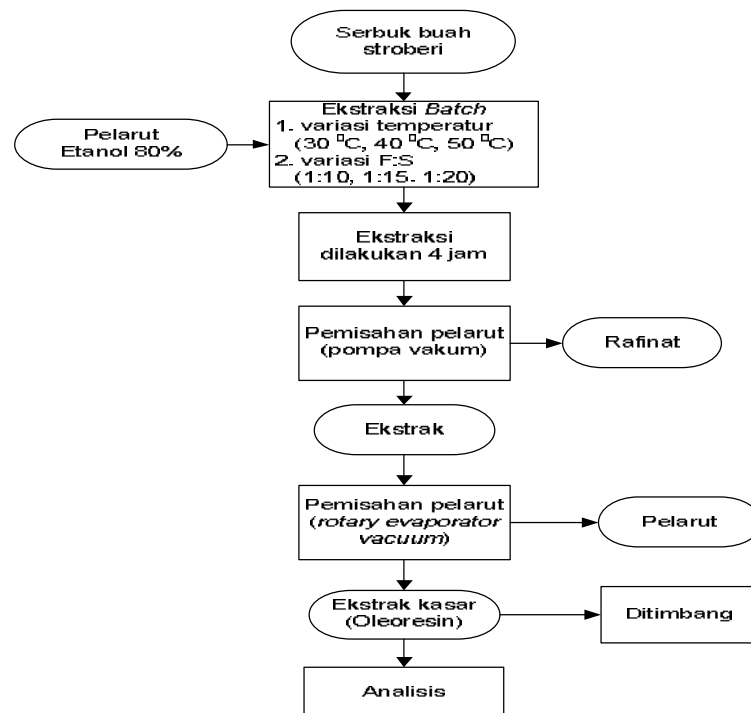 Serbuk buah
stroberi
Pelarut
Etanol 80%
Ekstraksi Batch
1. variasi temperatur
(30 °C, 40 °C, 50 °C)
2. variasi F:S
(1:10, 1:15- 1:20)
Ekstraksi
dilakukan 4 jam
Pemisahan pelarut
(pompa vakum)
Rafinat
Ekstrak
Pemisahan pelarut
(rotary evaporator
vacuum)
Pelarut
Ekstrak kasar
(Oleoresin)
Ditimbang
Analisis